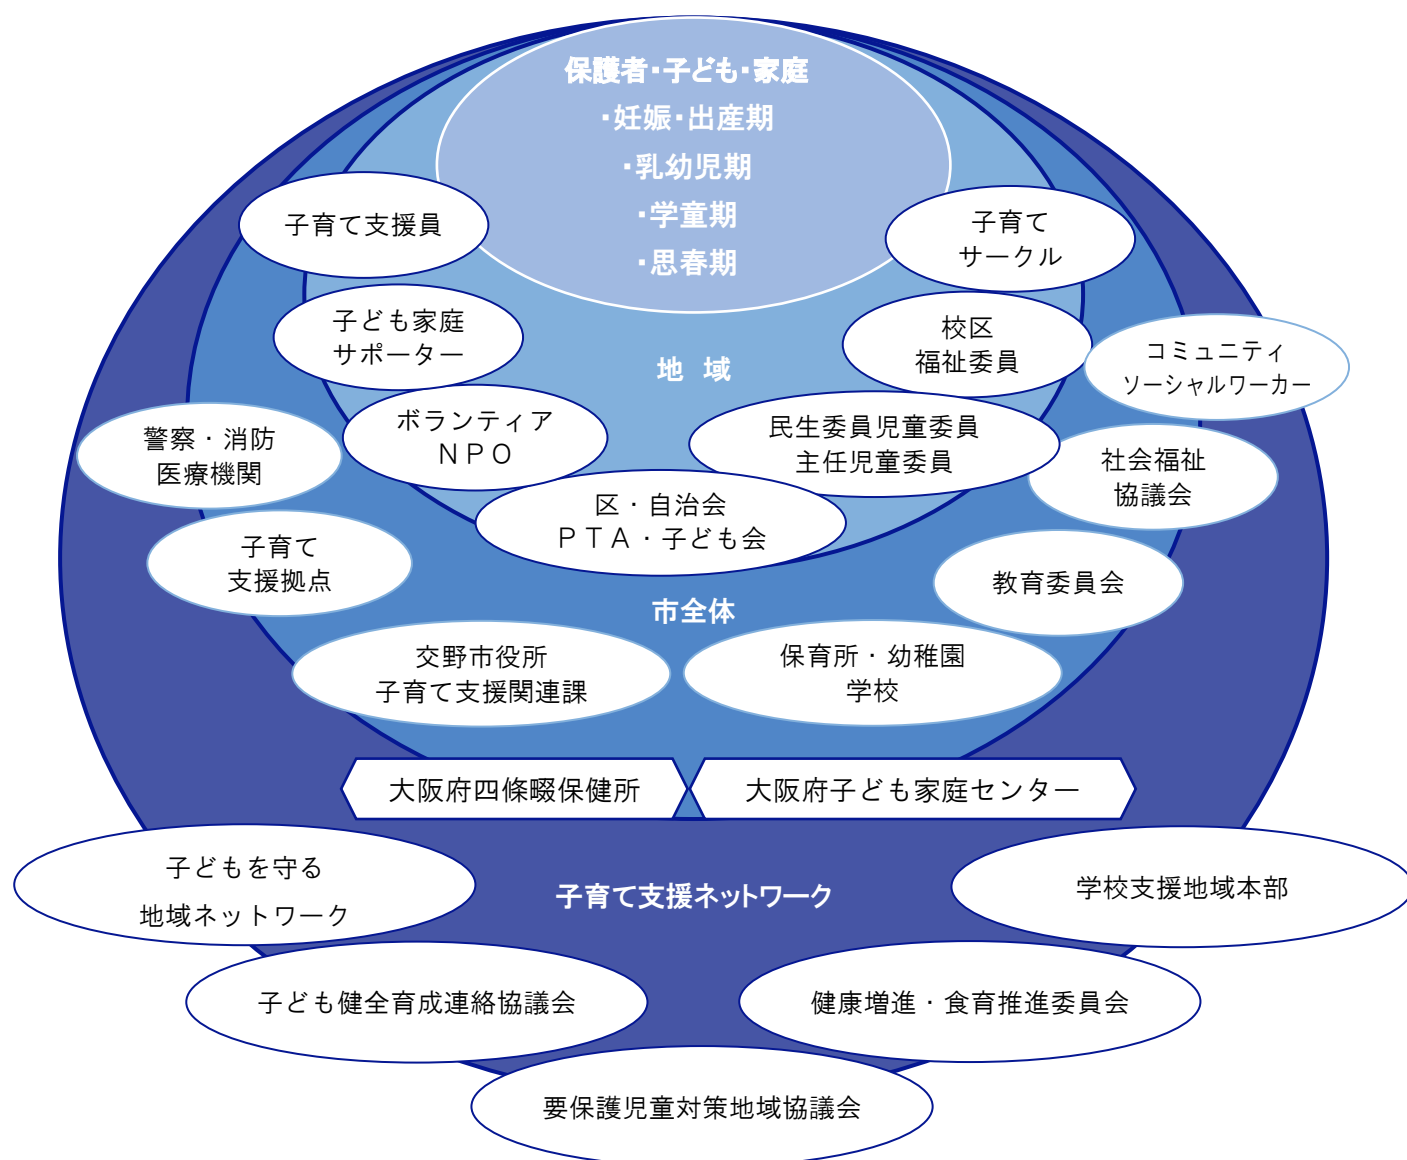 保護者・子ども・家庭
・妊娠・出産期
・乳幼児期
・学童期
・思春期
子育て支援員
子育て
サークル
子ども家庭
サポーター
校区
福祉委員
地 域
コミュニティ
ソーシャルワーカー
ボランティア
ＮＰＯ
民生委員児童委員
主任児童委員
警察・消防
医療機関
社会福祉
協議会
区・自治会
ＰＴＡ・子ども会
子育て
支援拠点
教育委員会
市全体
交野市役所
子育て支援関連課
保育所・幼稚園
学校
大阪府四條畷保健所
大阪府子ども家庭センター
子どもを守る
地域ネットワーク
子育て支援ネットワーク
学校支援地域本部
子ども健全育成連絡協議会
健康増進・食育推進委員会
要保護児童対策地域協議会